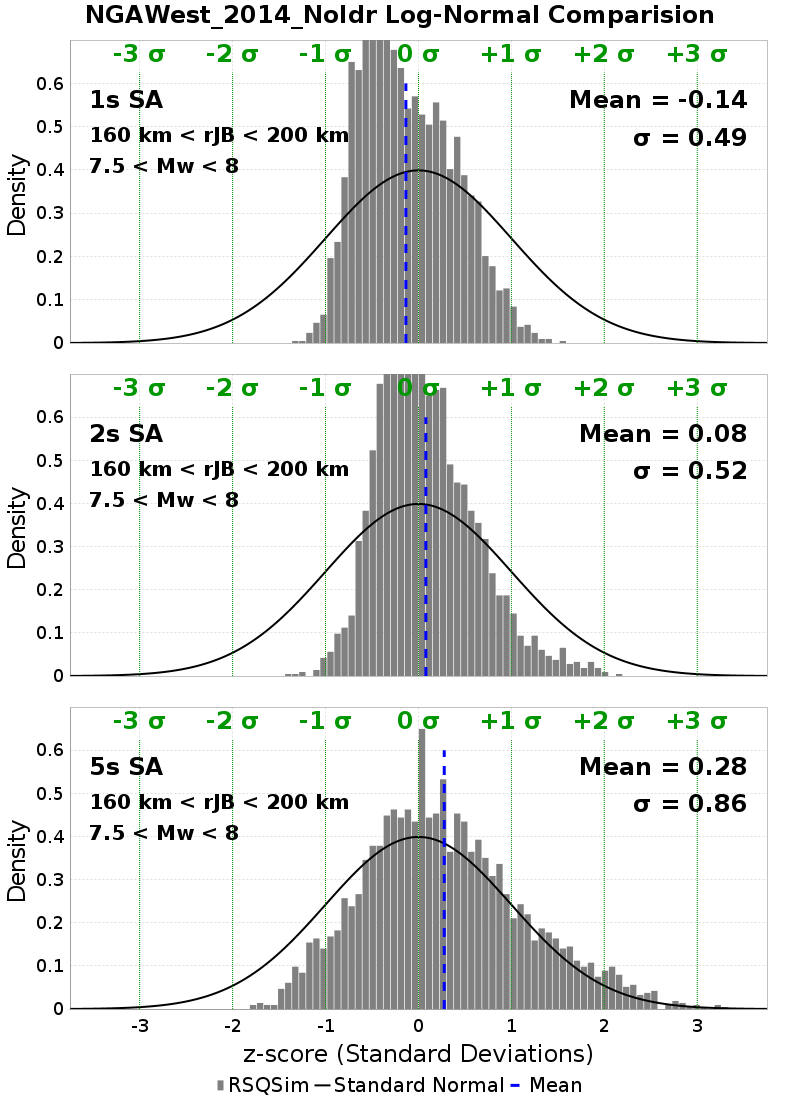 NGAWest_2014_NoIdr Log-Normal Comparision
-3 σ -2 σ -1 σ 0 σ +1 σ +2 σ +3 σ
1s SA
Mean = -0.14
160 km < rJB < 200 km
σ = 0.49
7.5 < Mw < 8
0.6
0.5
0.4
0.3
0.2
0.1
0
Density
-3 σ -2 σ -1 σ 0 σ +1 σ +2 σ +3 σ
2s SA
Mean = 0.08
160 km < rJB < 200 km
σ = 0.52
7.5 < Mw < 8
0.6
0.5
0.4
0.3
0.2
0.1
0
Density
-3 σ -2 σ -1 σ 0 σ +1 σ +2 σ +3 σ
5s SA
Mean = 0.28
160 km < rJB < 200 km
σ = 0.86
7.5 < Mw < 8
0.6
0.5
0.4
0.3
0.2
0.1
0
Density
-3 -2 -1 0 1 2 3
z-score (Standard Deviations)
RSQSim Standard Normal Mean